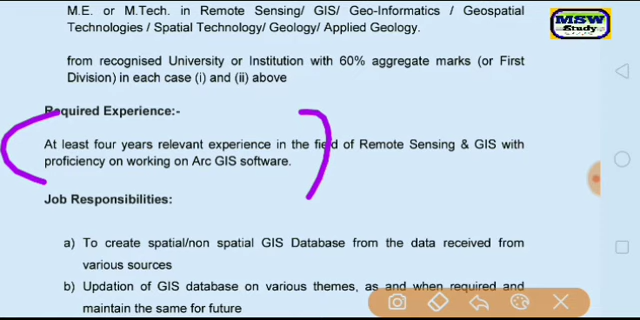 M.E. or M.Tech. in Remote Sensing/ GIS/ Geo-Informatics / Geospatial
Technologies / Spatial Technology/ Geology/ Applied Geology.
MSW
Study
from recognised University or Institution with 60% aggregate marks (or First
Division) in each case (i) and (ii) above
Required Experience:-
At least four years relevant experience in the field of Remote Sensing & GIS with
proficiency on working on Arc GIS software.
Job Responsibilities:
a) To create spatial/non spatial GIS Database from the data received from
various sources
b) Updation of GIS database on various themes, as and when required and
maintain the same for future